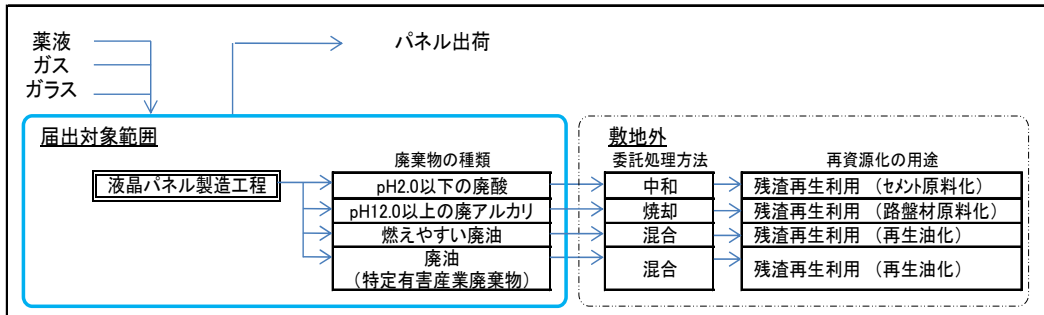 薬液
ガス
ガラス
パネル出荷
届出対象範囲
敷地外
廃棄物の種類
委託処理方法
再資源化の用途
液晶パネル製造工程
pH2.0以下の廃酸
中和
残渣再生利用 （セメント原料化）
pH12.0以上の廃アルカリ
焼却
残渣再生利用 （路盤材原料化）
燃えやすい廃油
混合
残渣再生利用 （再生油化）
廃油
（特定有害産業廃棄物）
混合
残渣再生利用 （再生油化）